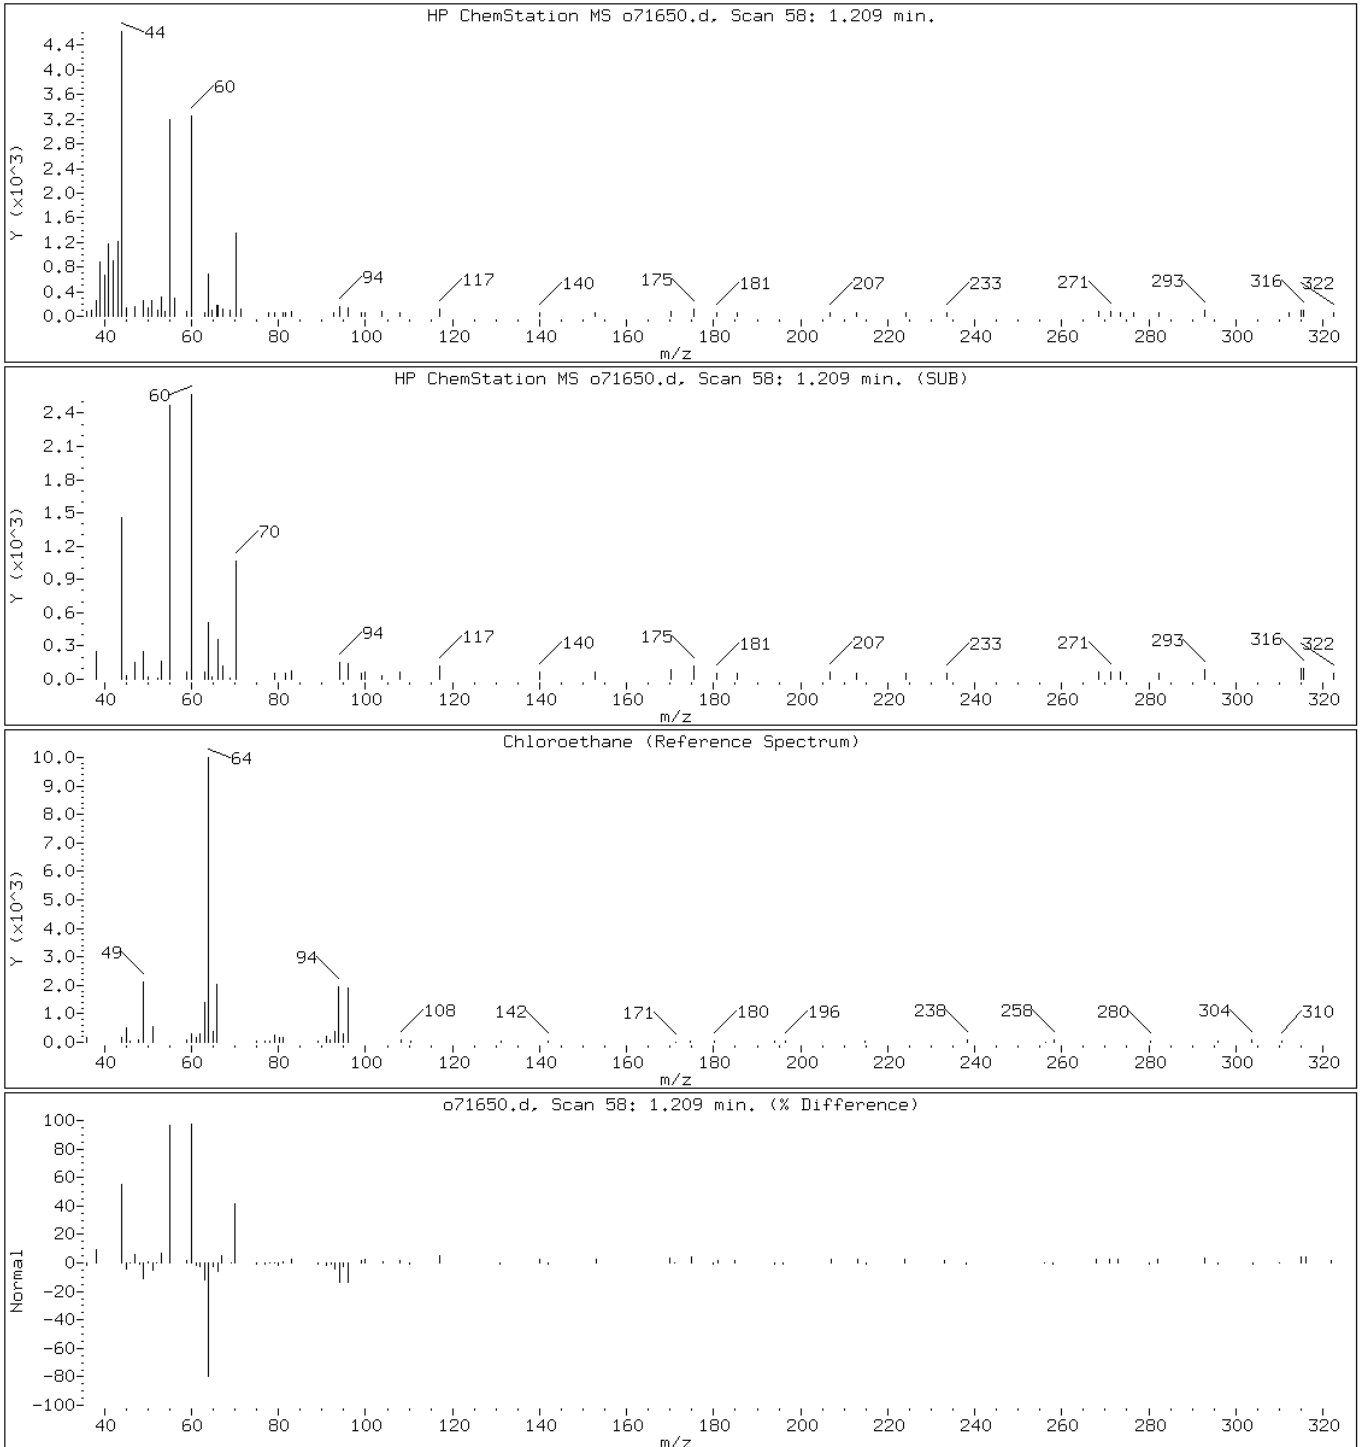 HP ChemStation MS o71650.d, Scan 58: 1.209 min.
Y (x10^3)
4.4-
4.0-
3.6-
3.2-
2.8-
2.4-
2.0-
1.6-
1.2-
0.8-
0.4-
0.0-
44
60
94 117 140 175 181 207 233 271 293 316 322
40 60 80 100 120 140 160 180 200 220 240 260 280 300 320
m/z
HP ChemStation MS o71650.d, Scan 58: 1.209 min. (SUB)
Y (x10^3)
2.4-
2.1-
1.8-
1.5-
1.2-
0.9-
0.6-
0.3-
0.0-
60
70
94 117 140 175 181 207 233 271 293 316 322
40 60 80 100 120 140 160 180 200 220 240 260 280 300 320
m/z
Chloroethane (Reference Spectrum)
Y (x10^3)
10.0-
9.0-
8.0-
7.0-
6.0-
5.0-
4.0-
3.0-
2.0-
1.0-
0.0-
64
49 94
108 142 171 180 196 238 258 280 304 310
40 60 80 100 120 140 160 180 200 220 240 260 280 300 320
m/z
o71650.d, Scan 58: 1.209 min. (% Difference)
Normal
100-
80-
60-
40-
20-
0-
-20-
-40-
-60-
-80-
-100-
40 60 80 100 120 140 160 180 200 220 240 260 280 300 320
m/z